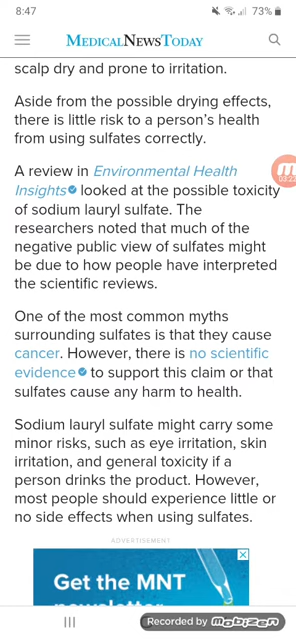 8:47
73%
MEDICALNEWSTODAY
scalp dry and prone to irritation.
Aside from the possible drying effects,
there is little risk to a person's health
from using sulfates correctly.
A review in Environmental Health
Insights looked at the possible toxicity
of sodium lauryl sulfate. The
researchers noted that much of the
negative public view of sulfates might
be due to how people have interpreted
the scientific reviews.
One of the most common myths
surrounding sulfates is that they cause
cancer. However, there is no scientific
evidence to support this claim or that
sulfates cause any harm to health.
Sodium lauryl sulfate might carry some
minor risks, such as eye irritation, skin
irritation, and general toxicity if a
person drinks the product. However,
most people should experience little or
no side effects when using sulfates.
ADVERTISEMENT
Get the MNT
newsletter
Recorded by mobizen